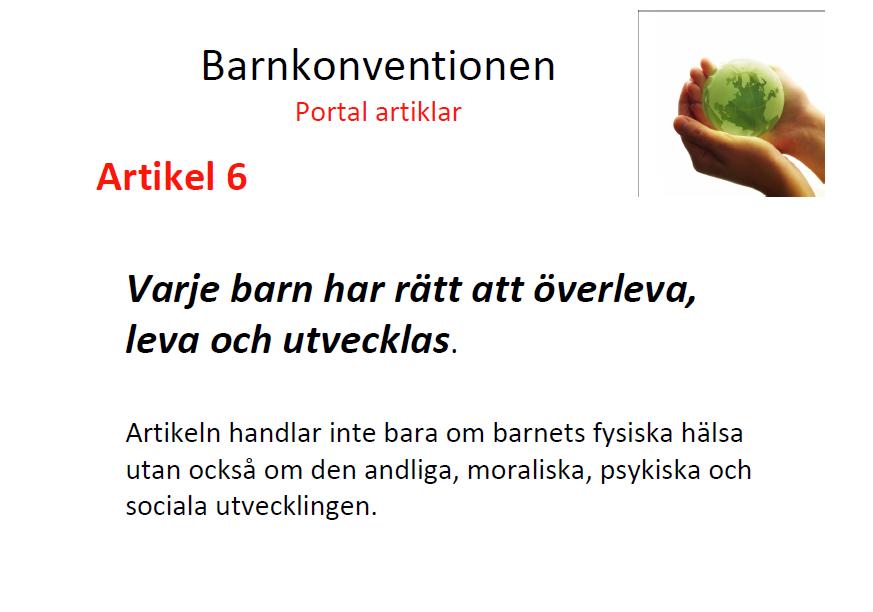 Barnkonventionen
Portal artiklar
Artikel 6
Varje barn har rätt att överleva,
leva och utvecklas.
Artikeln handlar inte bara om barnets fysiska hälsa
utan också om den andliga, moraliska, psykiska och
sociala utvecklingen.